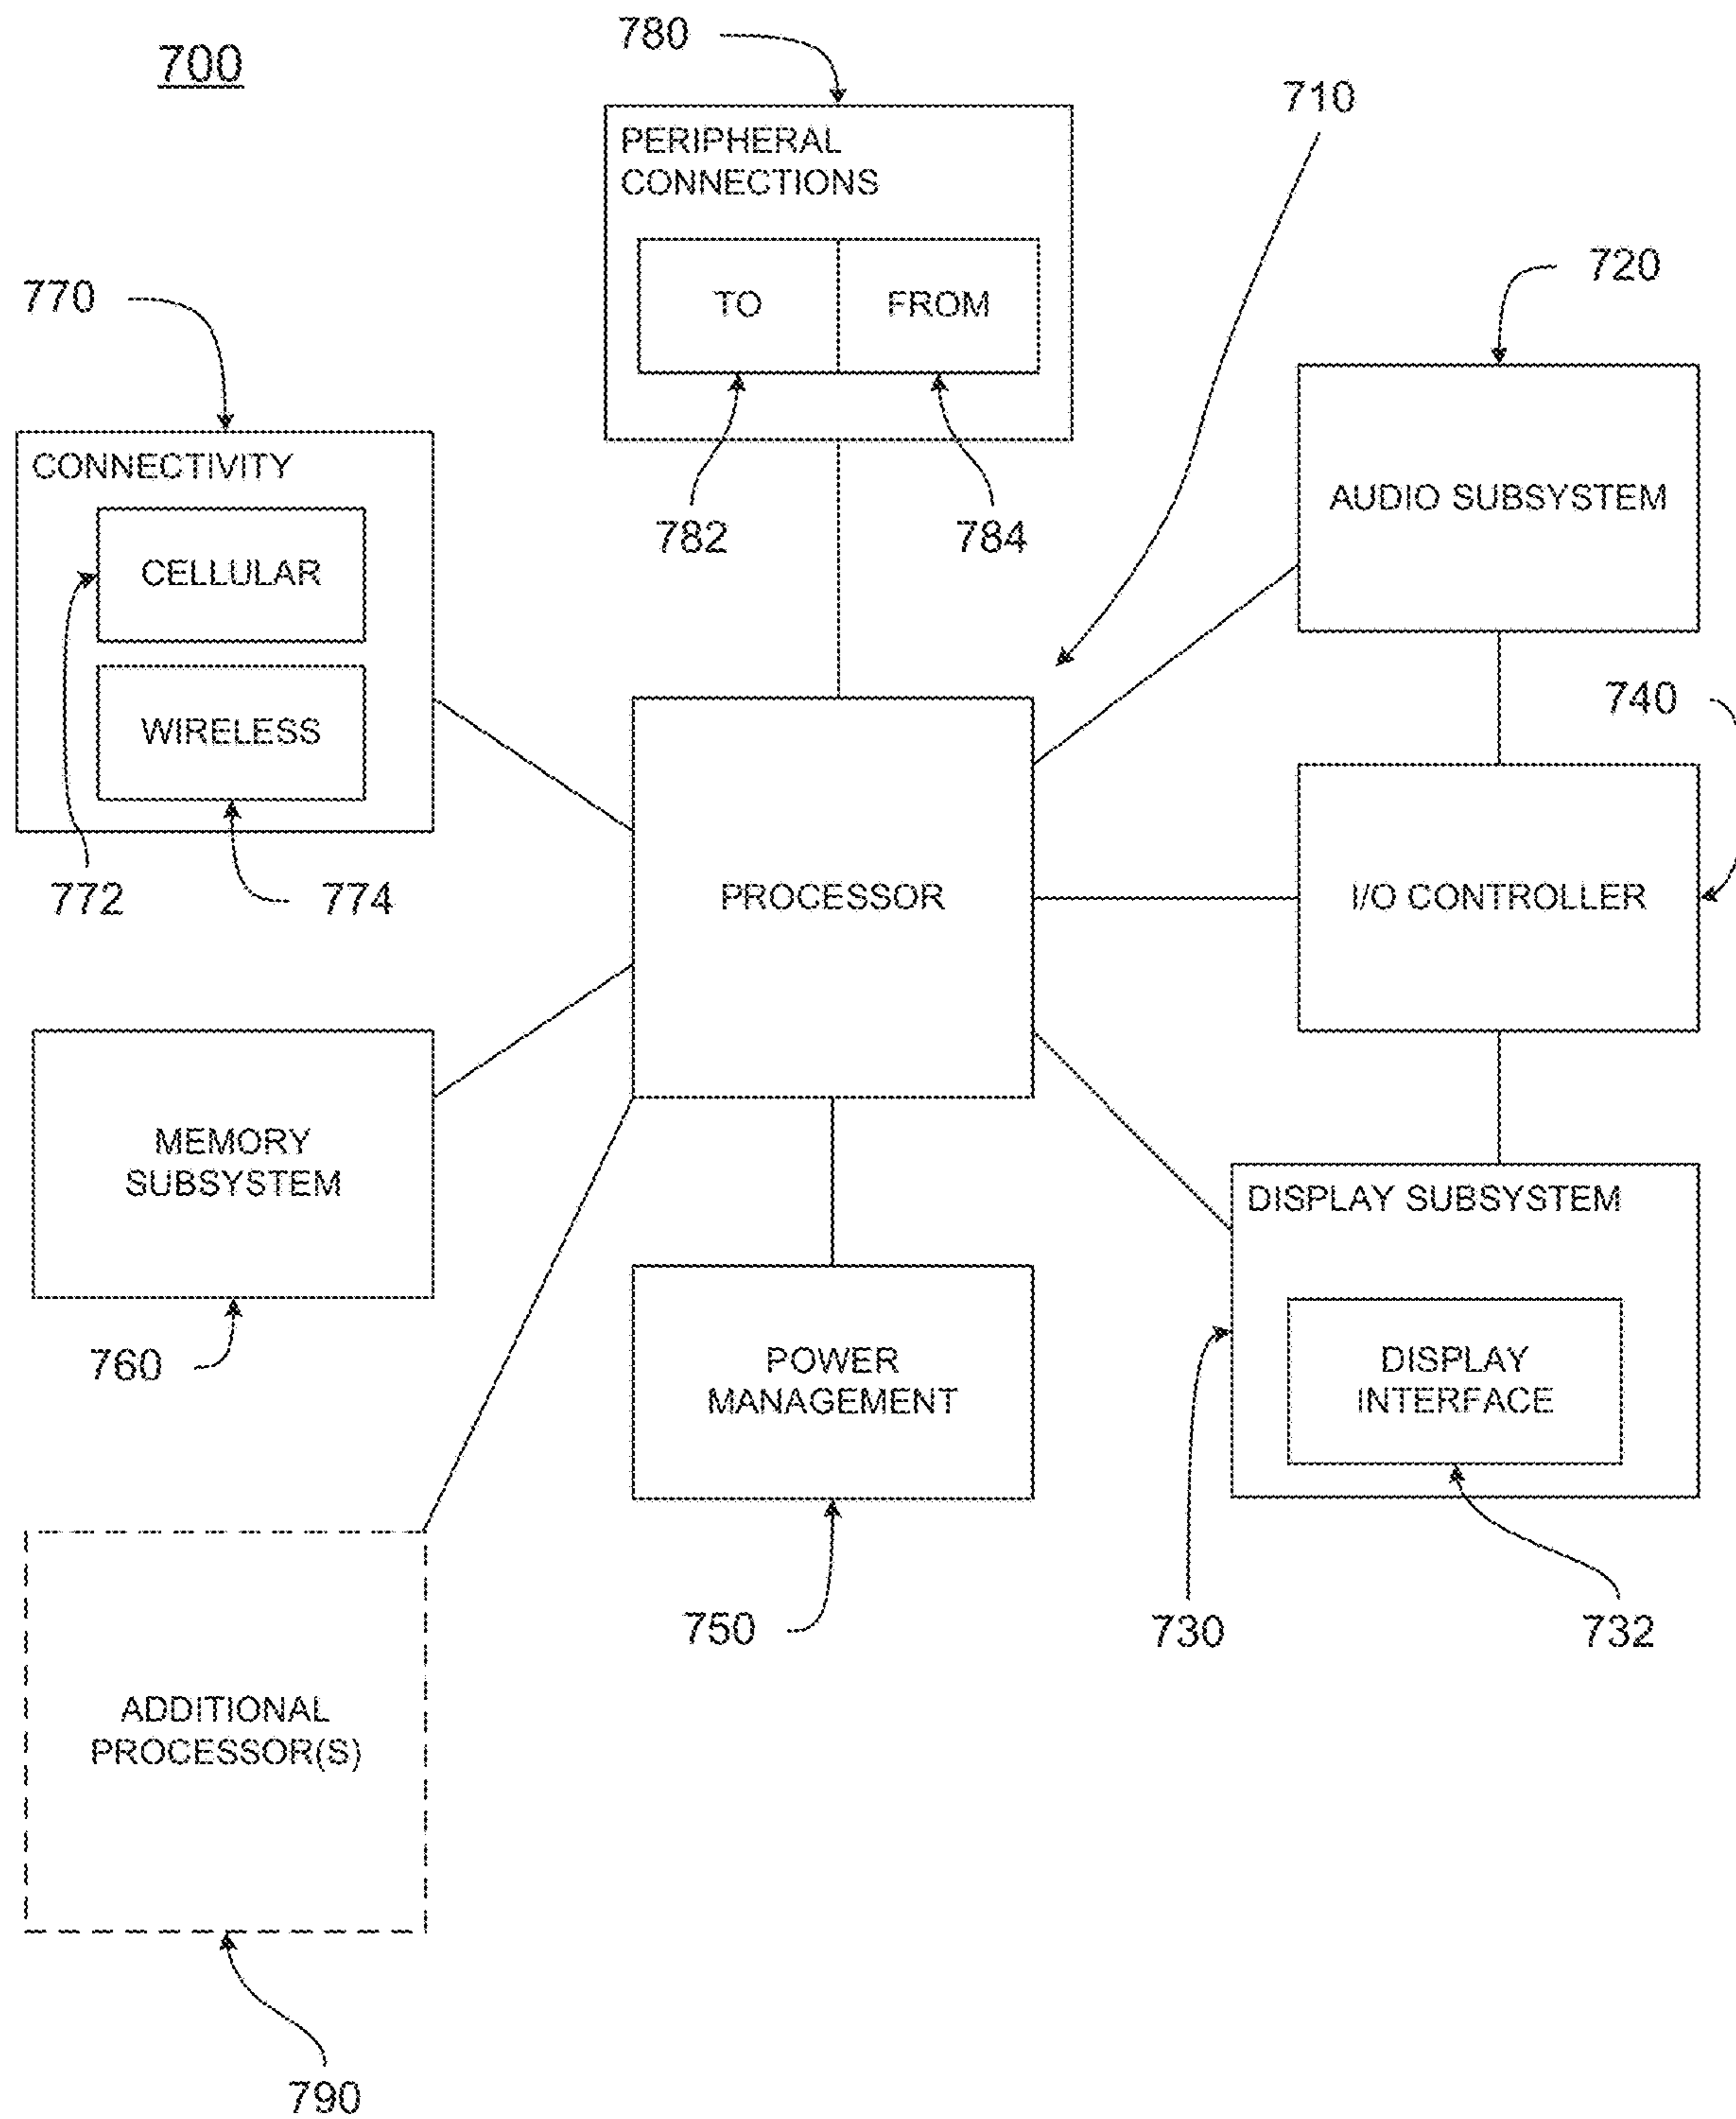 700
780
710
PERIPHERAL
CONNECTIONS
TO
FROM
782
784
770
CONNECTIVITY
CELLULAR
WIRELESS
772
774
720
AUDIO SUBSYSTEM
740
PROCESSOR
I/O CONTROLLER
MEMORY
SUBSYSTEM
760
POWER
MANAGEMENT
750
DISPLAY SUBSYSTEM
DISPLAY
INTERFACE
730
732
ADDITIONAL
PROCESSOR(S)
790